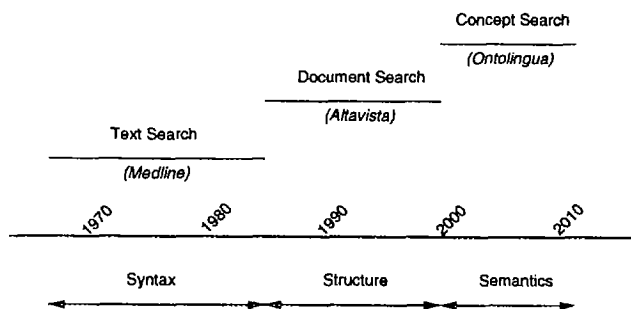 Concept Search
(Ontolingua)
Document Search
(Altavista)
Text Search
(Medline)
1970 1980 1990 2000 2010
Syntax Structure Semantics